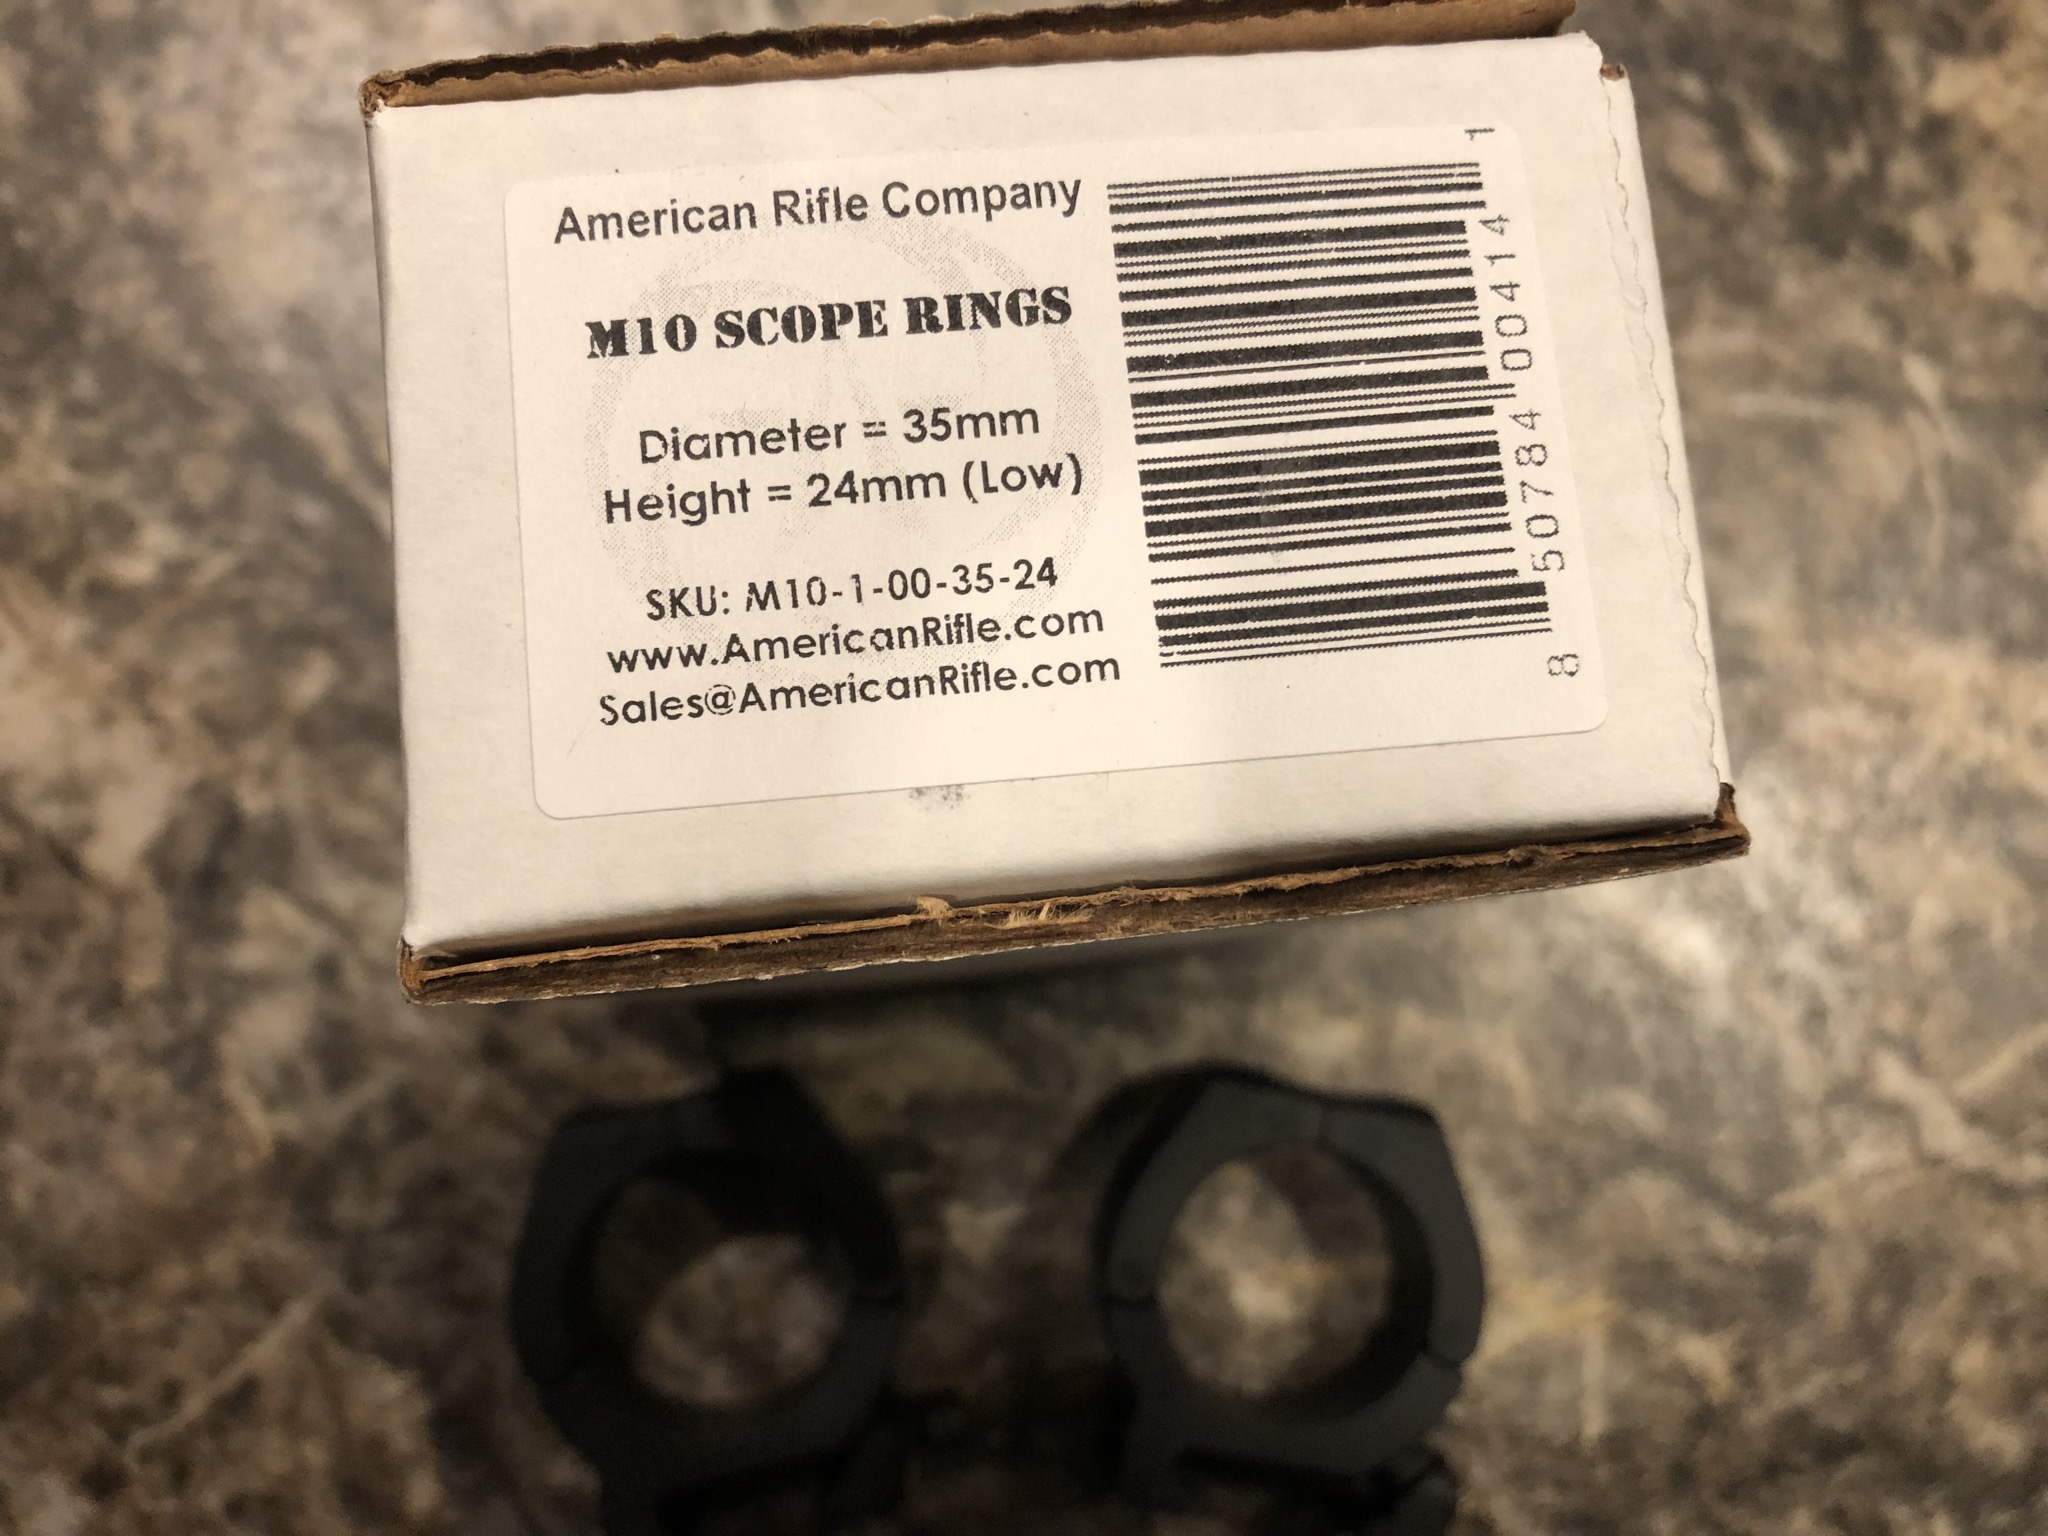 American Rifle Company
M10 SCOPE RINGS
Diameter = 35mm
Height = 24mm (Low)
SKU: M10-1-00-35-24
www.AmericanRifle.com
Sales@AmericanRifle.com
8 50784 00414 1